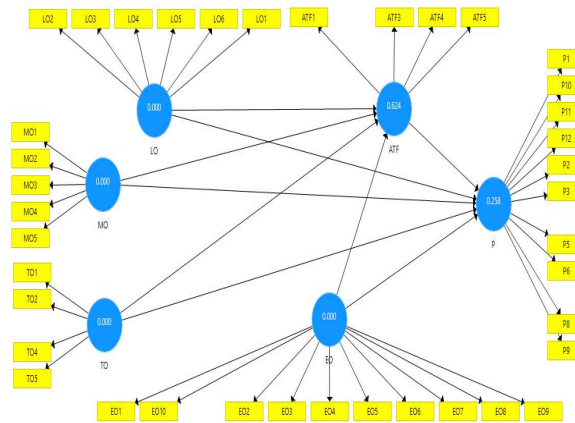 LO2 LO3 LO4 LO5 LO6 LO1 ATF1 ATF3 ATF4 ATF5
P1
P10
P11
P12
P2
P3
P5
P6
P8
P9
0.000
LO
0.624
ATF
MO1
MO2
MO3
MO4
MO5
0.000
MO
0.258
P
TO1
TO2
TO4
TO5
0.000
TO
0.000
EO
EO1 EO10 EO2 EO3 EO4 EO5 EO6 EO7 EO8 EO9